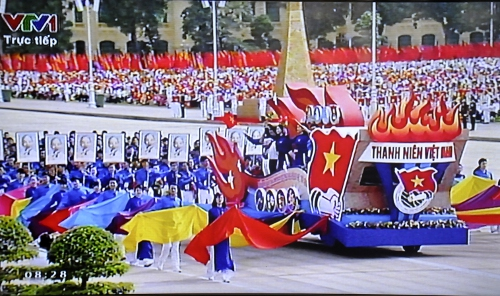 VTV1
Trực tiếp
THANH NIÊN VIỆT NAM
08:28